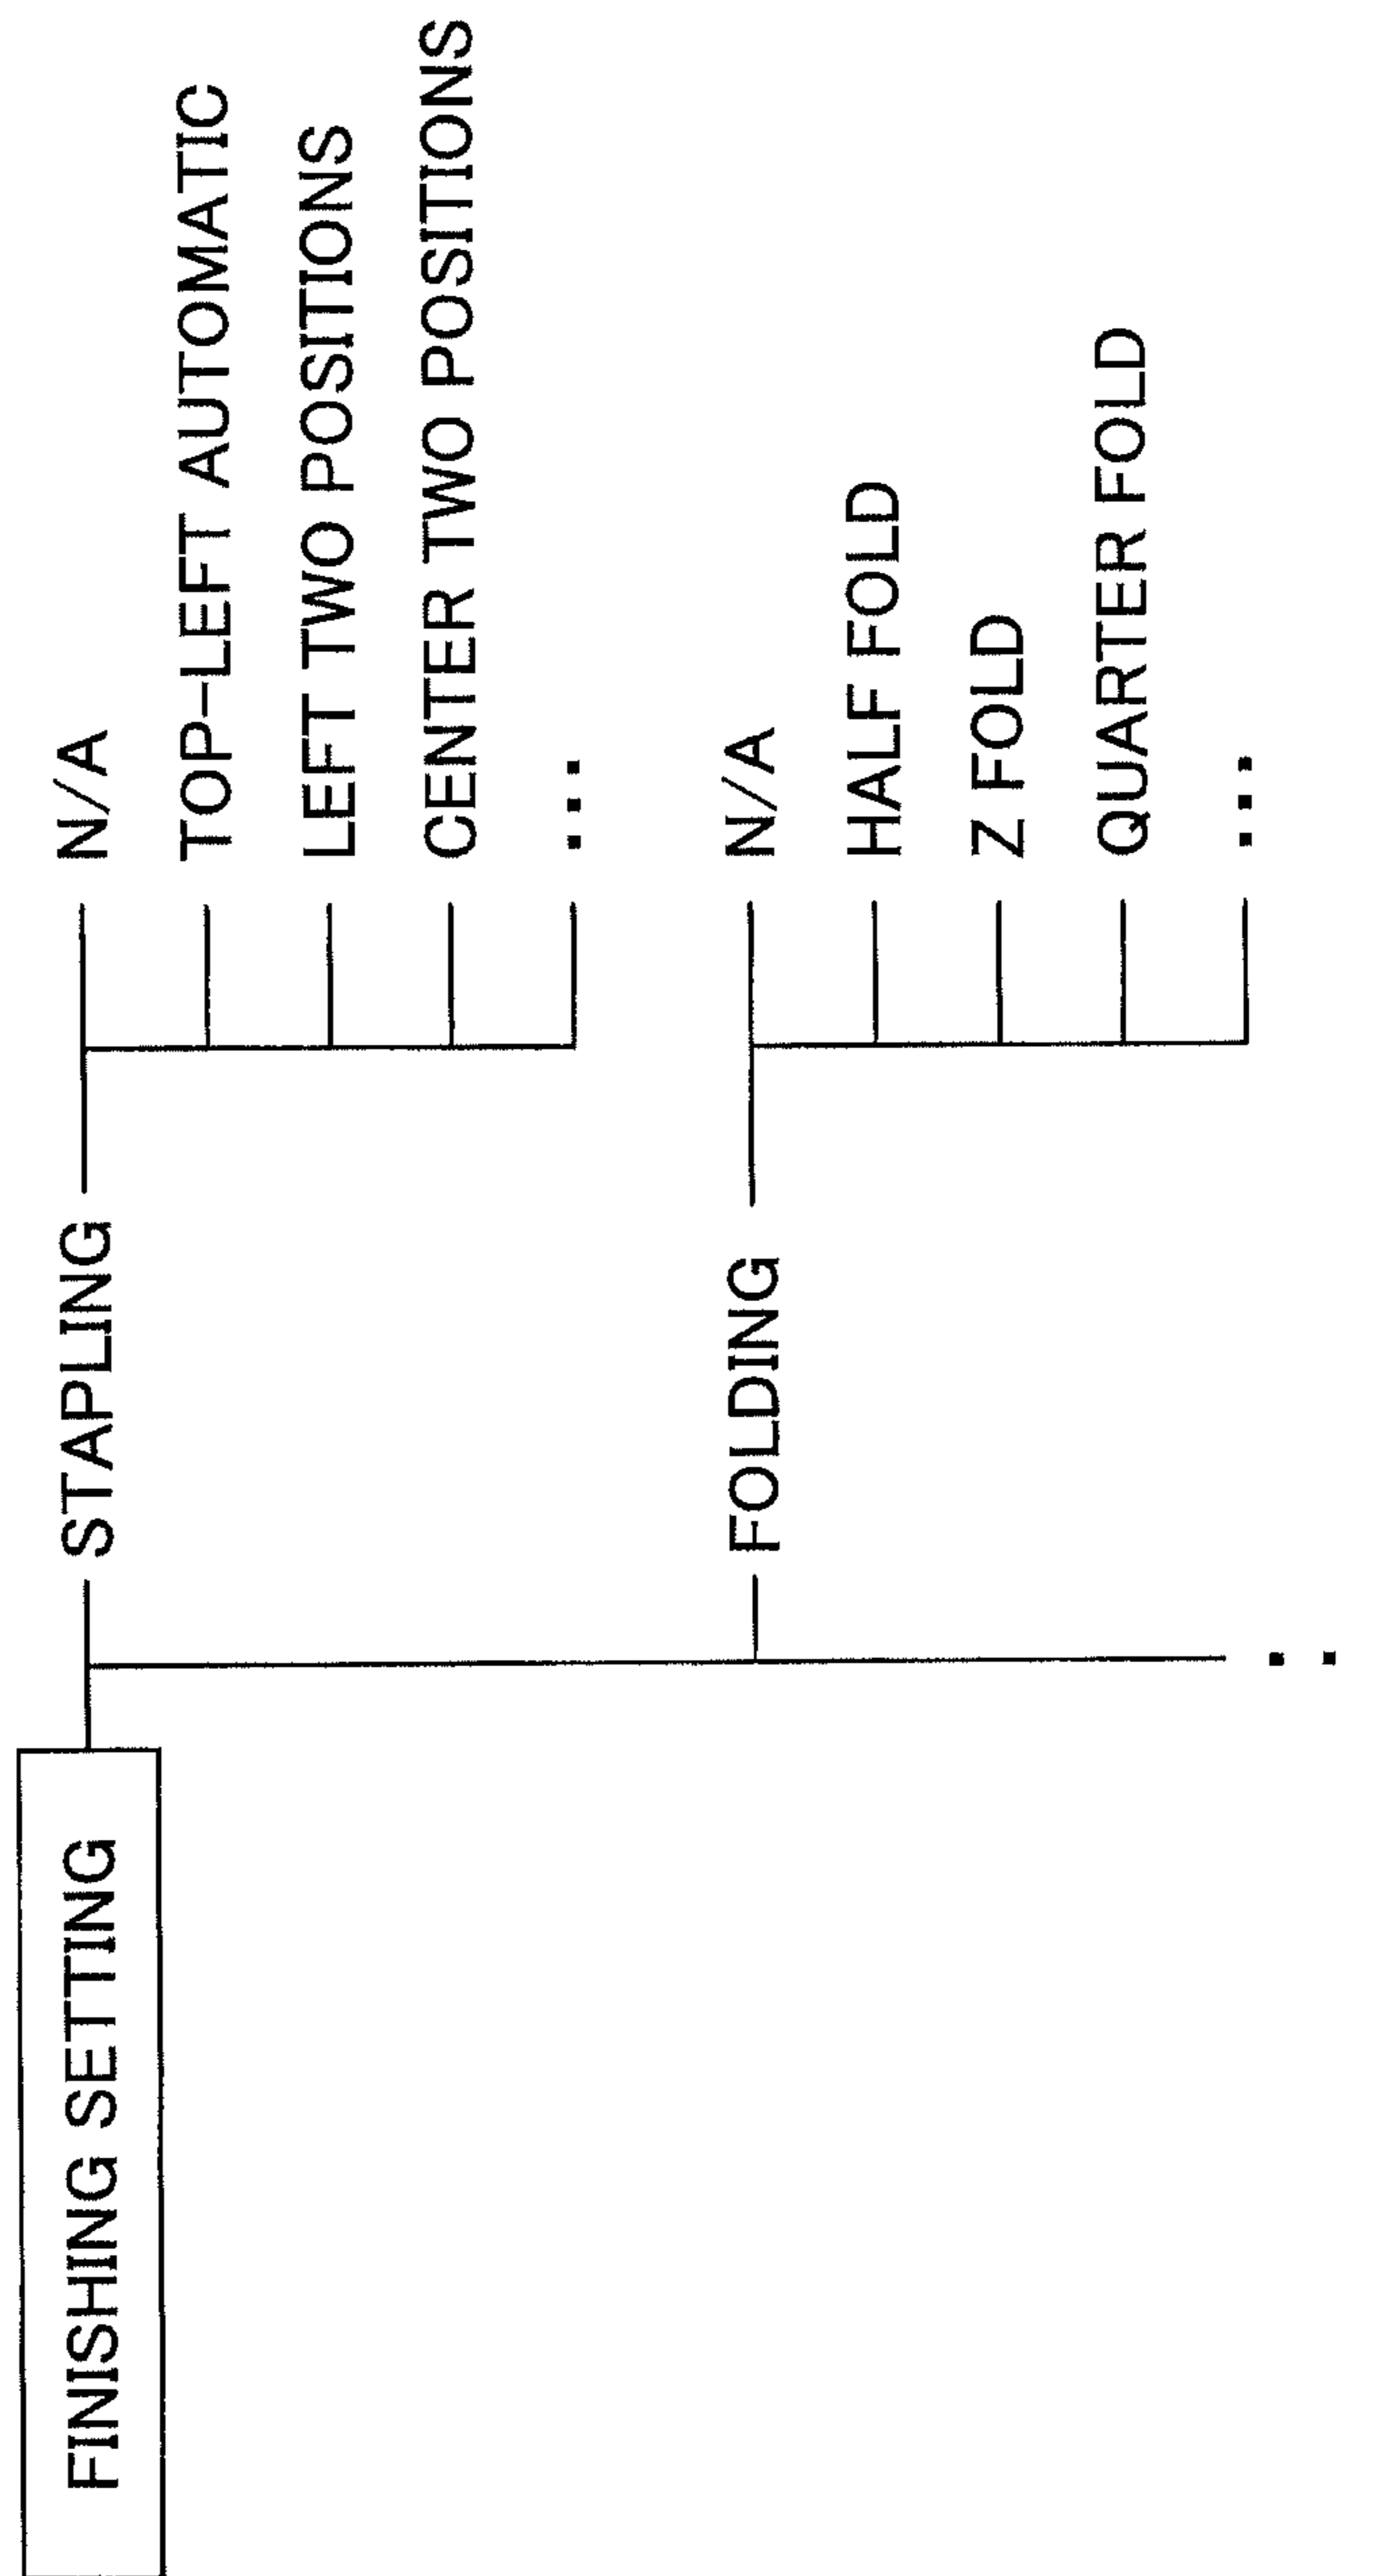 FINISHING SETTING
STAPLING
N/A
TOP-LEFT AUTOMATIC
LEFT TWO POSITIONS
CENTER TWO POSITIONS
...
FOLDING
N/A
HALF FOLD
Z FOLD
QUARTER FOLD
...